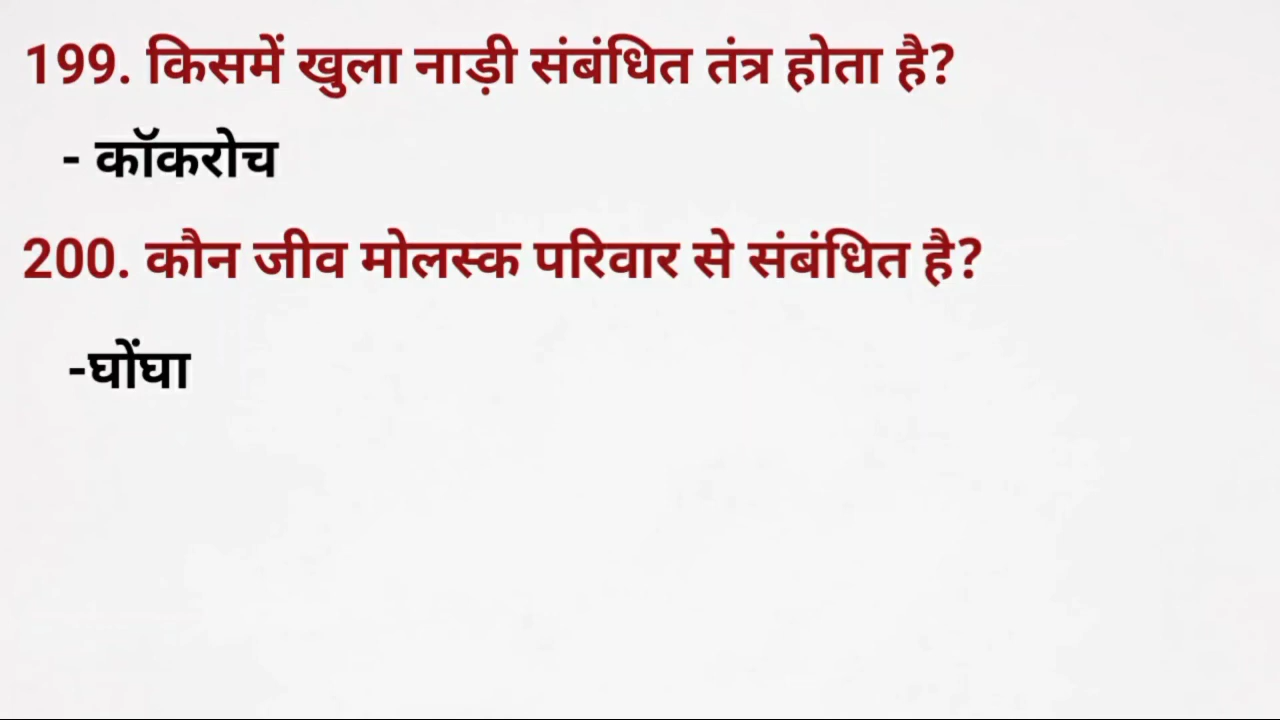 199. किसमें खुला नाड़ी संबंधित तंत्र होता है?
- कॉकरोच
200. कौन जीव मोलस्क परिवार से संबंधित है?
-घोंघा